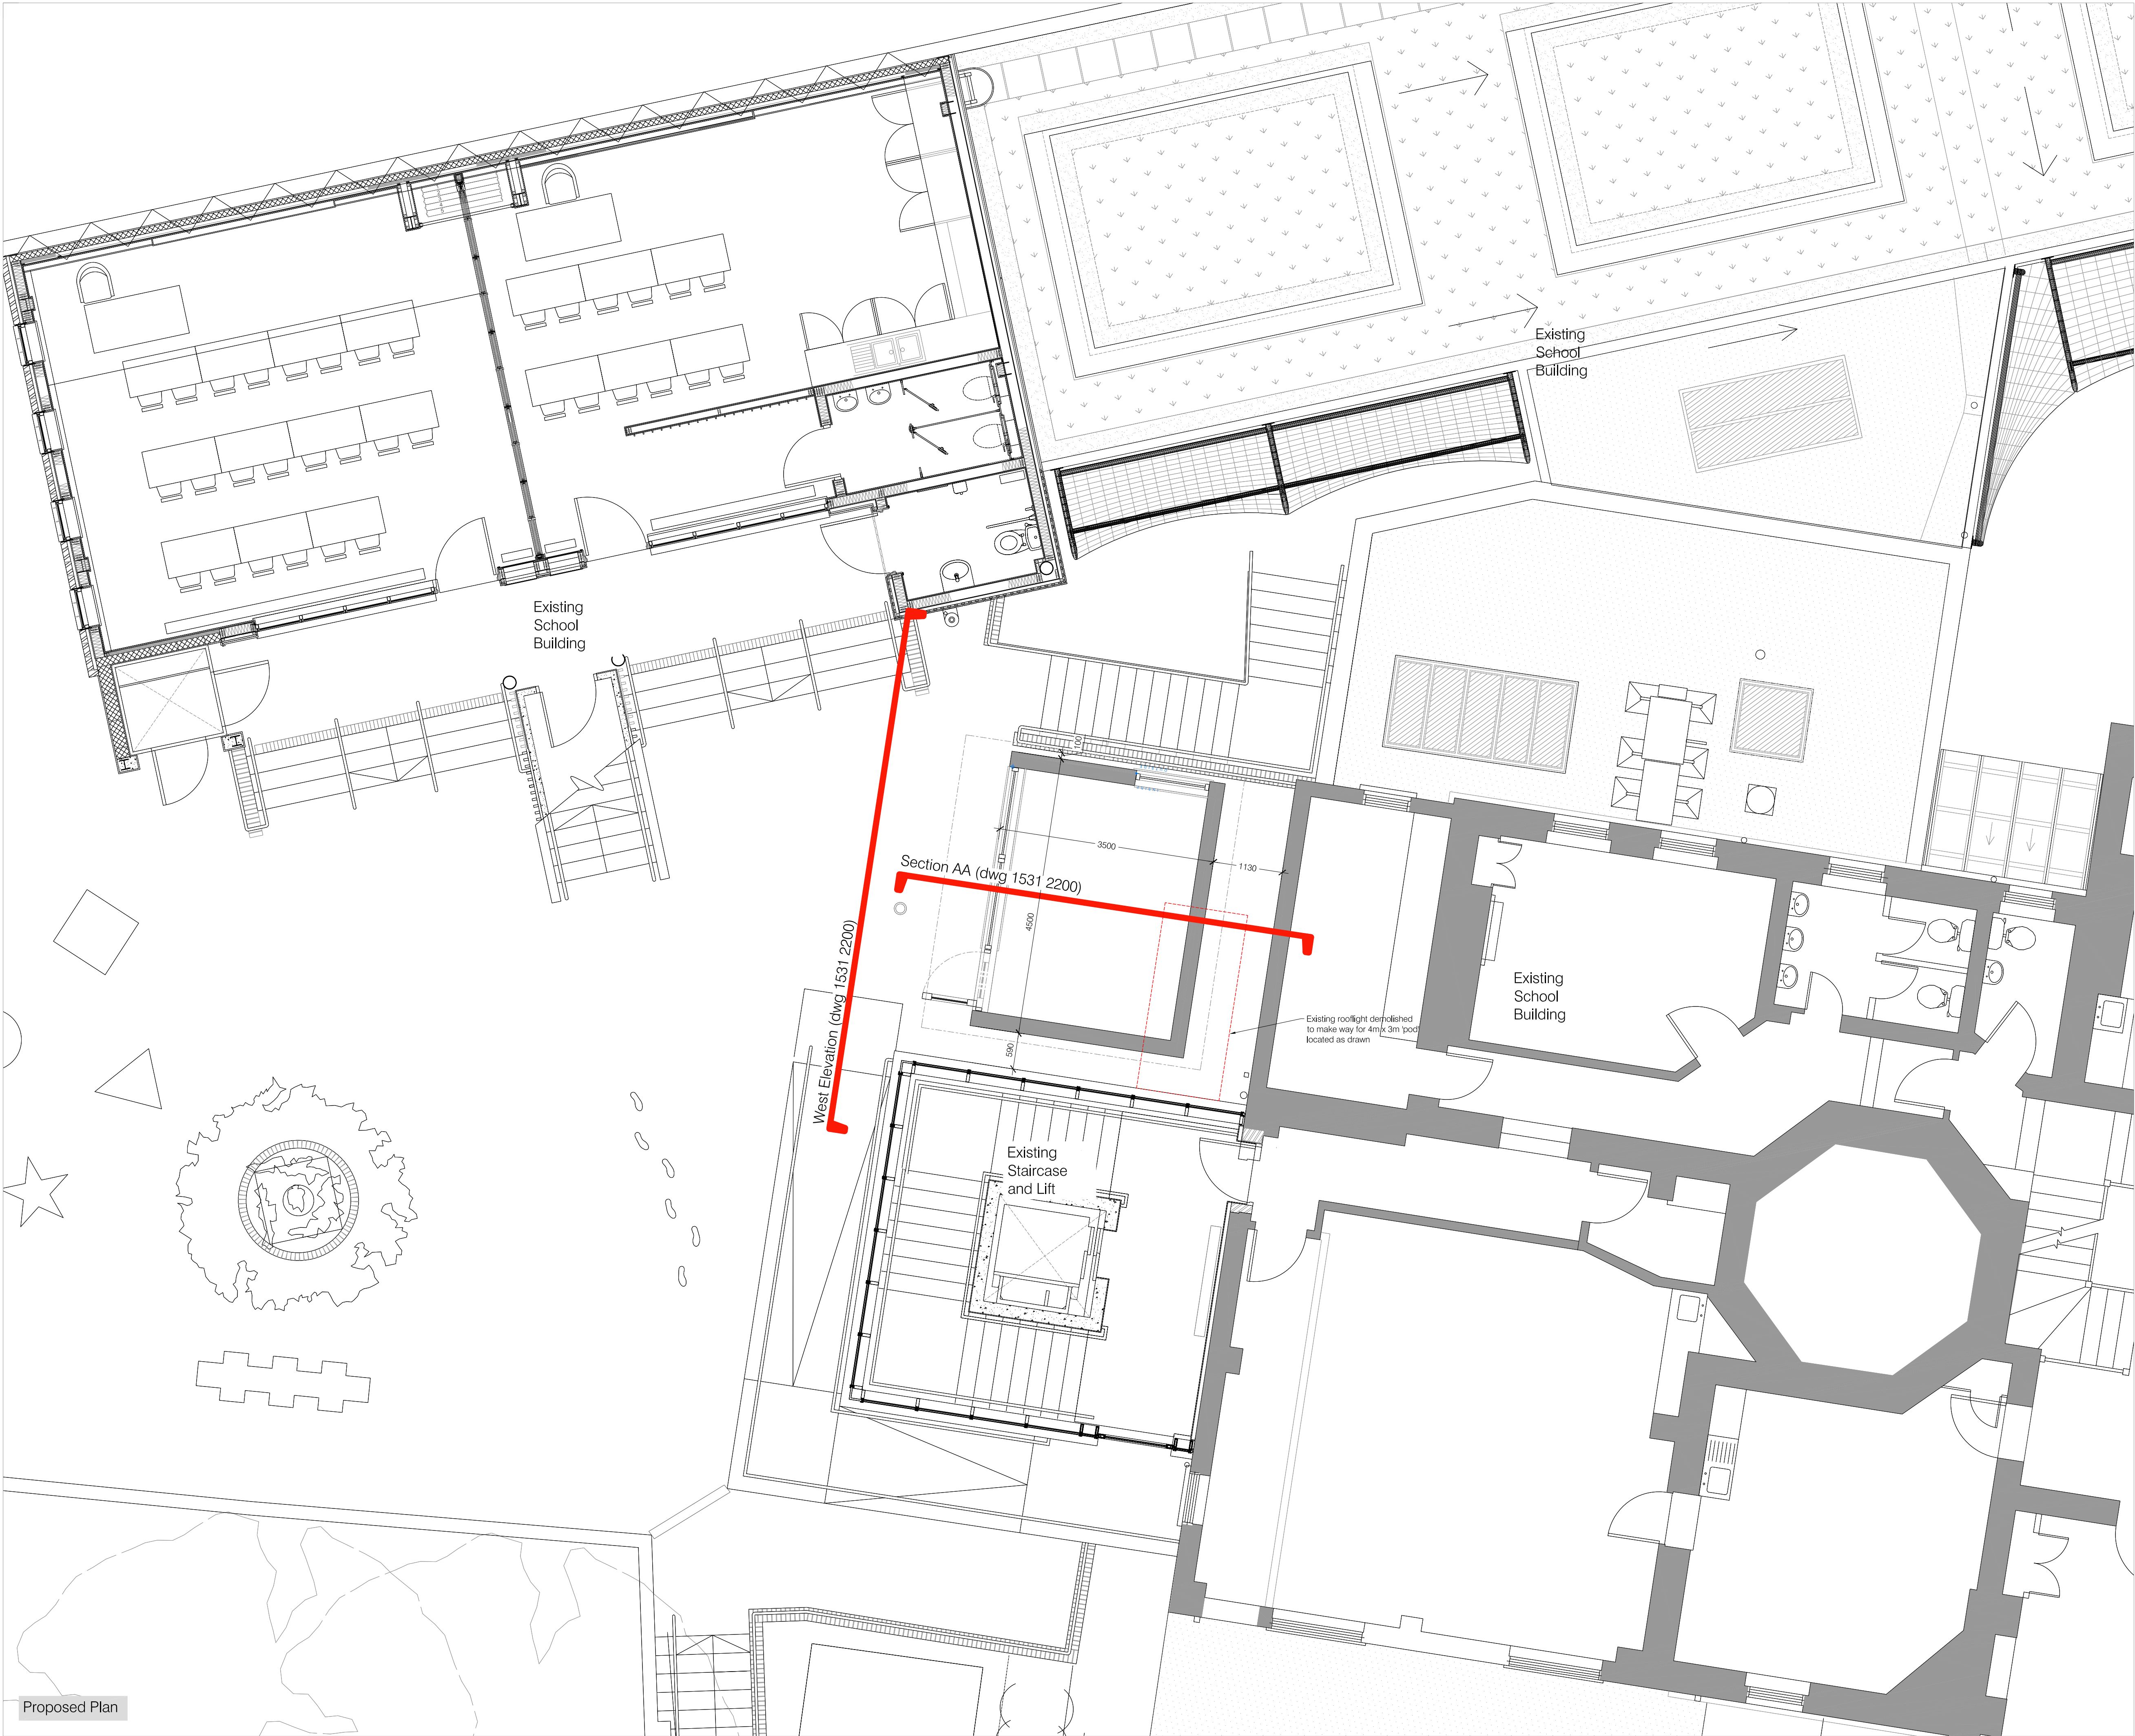 Existing
School
Building
Existing
School
Building
100
3500
1130
Section AA (dwg 1531 2200)
4500
West Elevation (dwg 1531 2200)
Existing
School
Building
Existing rooflight demolished
to make way for 4m x 3m 'pod'
located as drawn
590
Existing
Staircase
and Lift
Proposed Plan